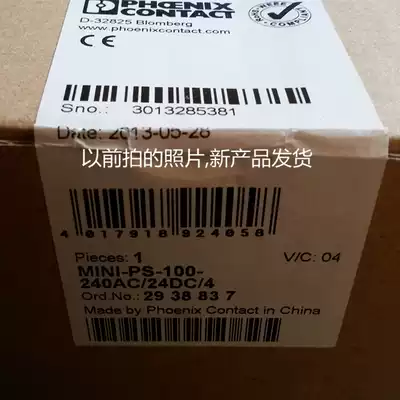 PHŒNIX
CONTACT
D-32825 Blomberg
www.phoenixcontact.com
CE
Sno.: 3013285381
Date: 2013-05-28
以前拍的照片,新产品发货
4 017918 924058
Pieces: 1
V/C: 04
MINI-PS-100-
240AC/24DC/4
Ord.No.: 29 38 83 7
Made by Phoenix Contact in China